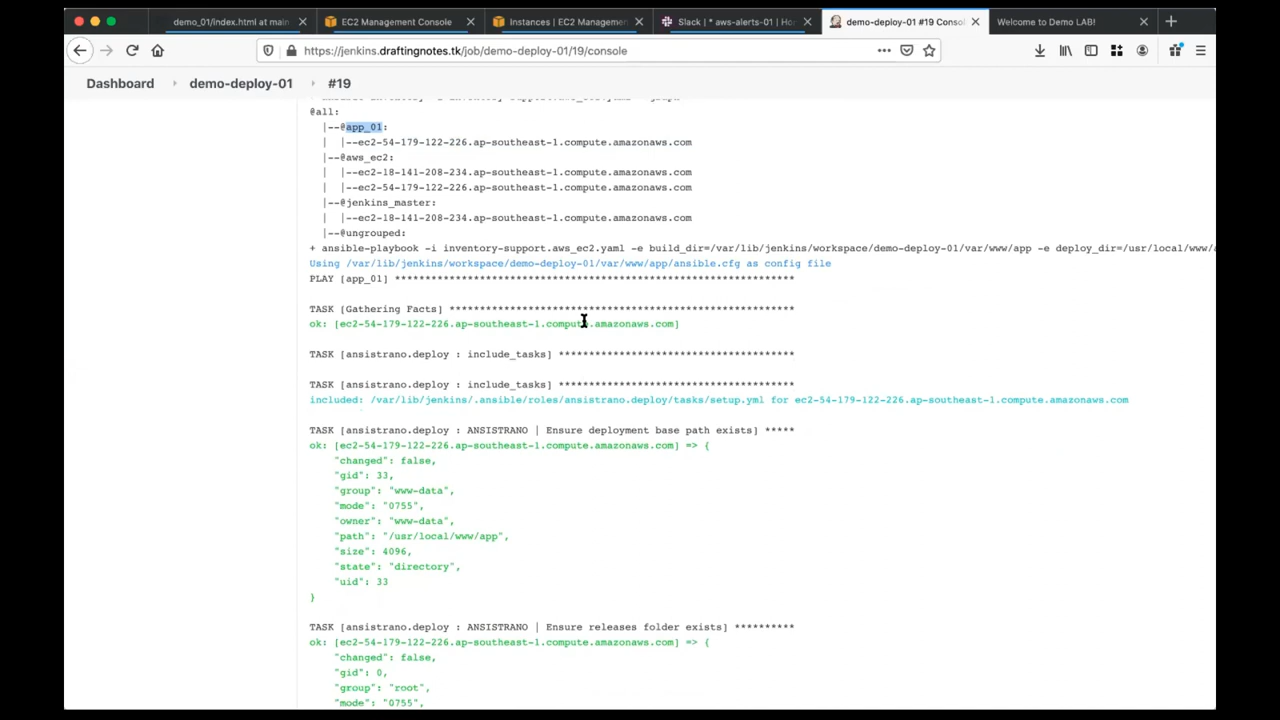 demo_01/index.html at main
EC2 Management Console
Instances | EC2 Managemen
Slack | * aws-alerts-01 | Ho
demo-deploy-01 #19 Consol
Welcome to Demo LAB!
https://jenkins.draftingnotes.tk/job/demo-deploy-01/19/console
Dashboard
demo-deploy-01
#19
@all:
|--@app_01:
| |--ec2-54-179-122-226.ap-southeast-1.compute.amazonaws.com
|--@aws_ec2:
| |--ec2-18-141-208-234.ap-southeast-1.compute.amazonaws.com
| |--ec2-54-179-122-226.ap-southeast-1.compute.amazonaws.com
|--@jenkins_master:
| |--ec2-18-141-208-234.ap-southeast-1.compute.amazonaws.com
|--@ungrouped:
+ ansible-playbook -i inventory-support.aws_ec2.yaml -e build_dir=/var/lib/jenkins/workspace/demo-deploy-01/var/www/app -e deploy_dir=/usr/local/www/a
Using /var/lib/jenkins/workspace/demo-deploy-01/var/www/app/ansible.cfg as config file
PLAY [app_01] *************************************************
TASK [Gathering Facts] ******************************************
ok: [ec2-54-179-122-226.ap-southeast-1.compute.amazonaws.com]
TASK [ansistrano.deploy : include_tasks] ***************************************
TASK [ansistrano.deploy : include_tasks] ***************************************
included: /var/lib/jenkins/.ansible/roles/ansistrano.deploy/tasks/setup.yml for ec2-54-179-122-226.ap-southeast-1.compute.amazonaws.com
TASK [ansistrano.deploy : ANSISTRANO | Ensure deployment base path exists] *****
ok: [ec2-54-179-122-226.ap-southeast-1.compute.amazonaws.com] => {
"changed": false,
"gid": 33,
"group": "www-data",
"mode": "0755",
"owner": "www-data",
"path": "/usr/local/www/app",
"size": 4096,
"state": "directory",
"uid": 33
}
TASK [ansistrano.deploy : ANSISTRANO | Ensure releases folder exists] **********
ok: [ec2-54-179-122-226.ap-southeast-1.compute.amazonaws.com] => {
"changed": false,
"gid": 0,
"group": "root",
"mode": "0755",